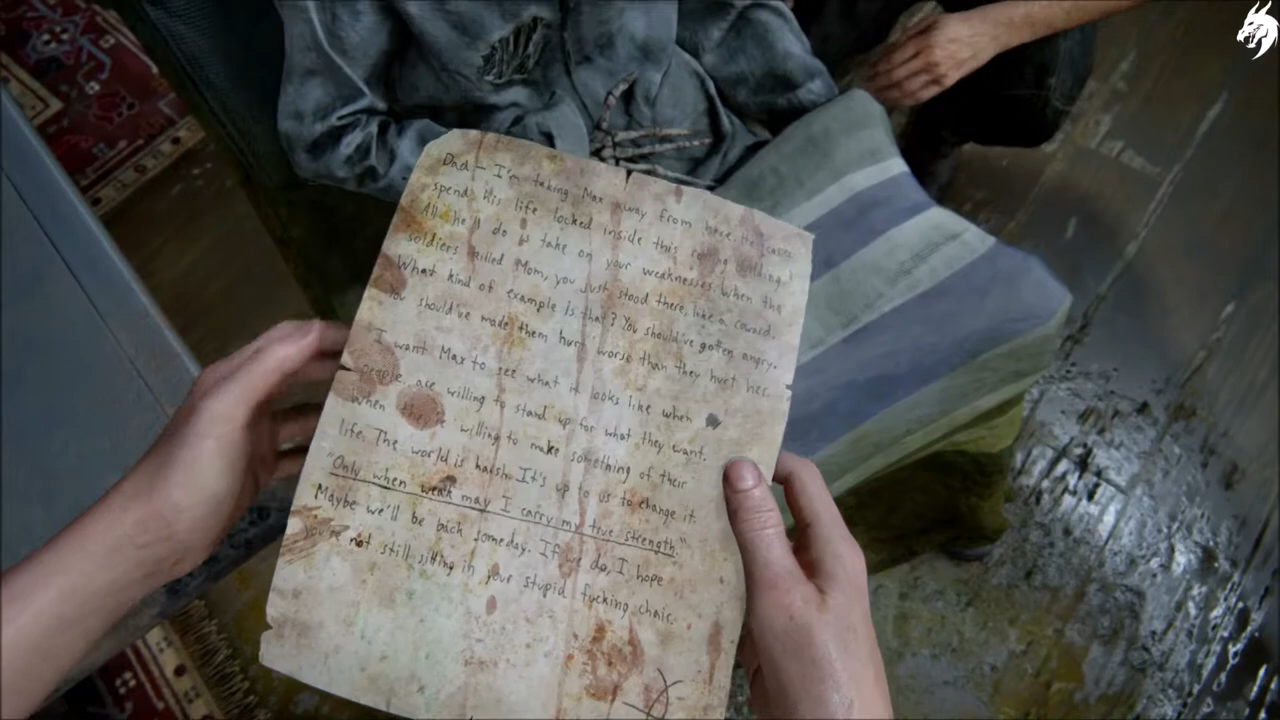 Dad — I'm taking Max away from here. He
spend his life locked inside this rotting building!
All he'll do is take on your weaknesses. When the
soldiers killed Mom, you just stood there, like a coward.
What kind of example is that? You should've gotten angry.
You should've made them hurt worse than they hurt her.
I want Max to see what it looks like when
people are willing to stand up for what they want.
When willing to make something of their
life. The world is harsh. It's up to us to change it.
"Only when weak may I carry my true strength."
Maybe we'll be back someday. If we do, I hope
you're not still sitting in your stupid fucking chair.